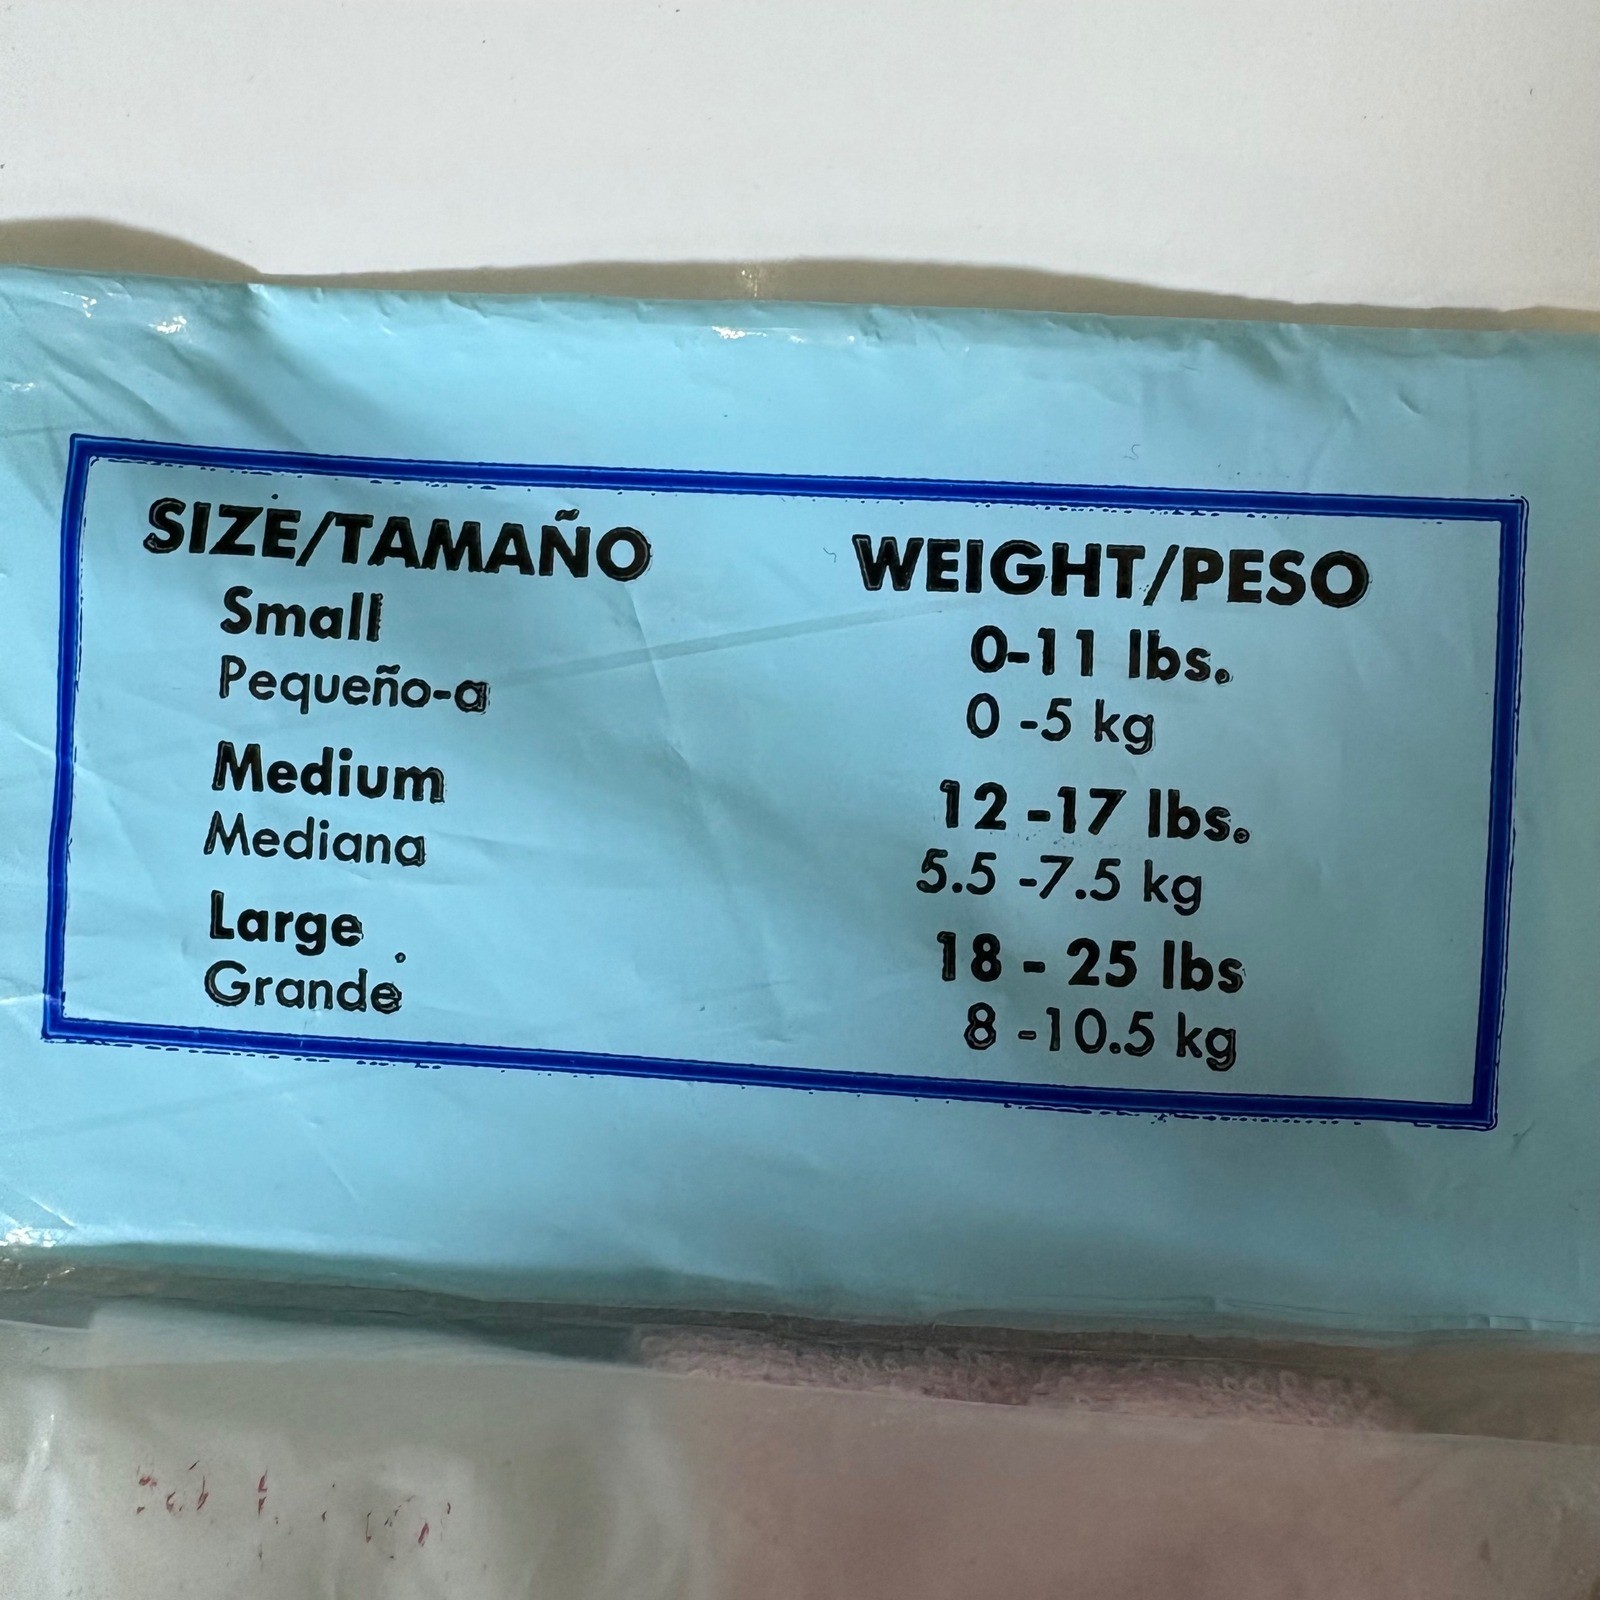 SIZE/TAMAÑO WEIGHT/PESO
Small 0-11 lbs.
Pequeño-a 0 -5 kg
Medium 12 -17 lbs.
Mediana 5.5 -7.5 kg
Large 18 - 25 lbs
Grande 8 -10.5 kg